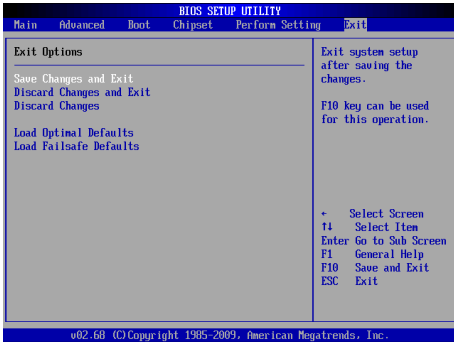 BIOS SETUP UTILITY
Main Advanced Boot Chipset Perform Setting Exit
Exit Options
Save Changes and Exit
Discard Changes and Exit
Discard Changes
Load Optimal Defaults
Load Failsafe Defaults
Exit system setup
after saving the
changes.
F10 key can be used
for this operation.
← Select Screen
↑↓ Select Item
Enter Go to Sub Screen
F1 General Help
F10 Save and Exit
ESC Exit
v02.68 (C)Copyright 1985-2009, American Megatrends, Inc.